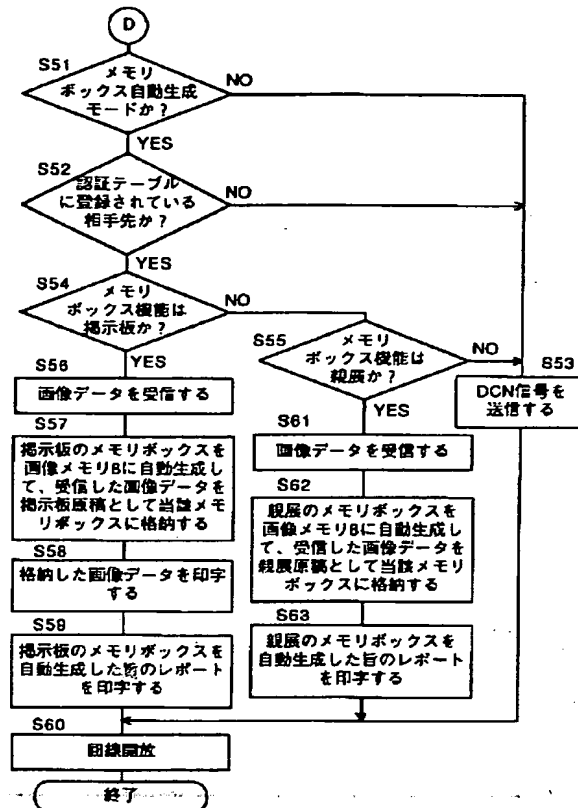 D
S51
メモリ
ボックス自動生成
モードか?
NO
YES
S52
認証テーブル
に登録されている
相手先か?
NO
YES
S54
メモリ
ボックス機能は
掲示板か?
NO
YES
S55
メモリ
ボックス機能は
親展か?
NO
YES
S53
DCN信号を
送信する
S56
画像データを受信する
S57
掲示板のメモリボックスを
画像メモリBに自動生成し
て、受信した画像データを
掲示板原稿として当該メモ
リボックスに格納する
S58
格納した画像データを印字
する
S59
掲示板のメモリボックスを
自動生成した旨のレポート
を印字する
S61
画像データを受信する
S62
親展のメモリボックスを
画像メモリBに自動生成し
て、受信した画像データを
親展原稿として当該メモリ
ボックスに格納する
S63
親展のメモリボックスを
自動生成した旨のレポート
を印字する
S60
回線開放
終了